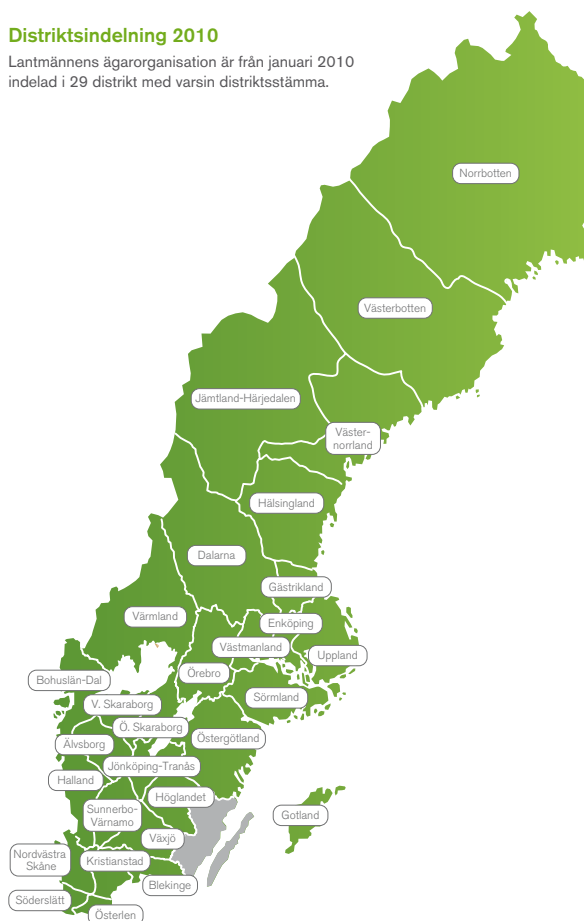 Distriktsindelning 2010
Lantmännens ägarorganisation är från januari 2010
indelad i 29 distrikt med varsin distriktsstämma.
Norrbotten
Västerbotten
Jämtland-Härjedalen
Väster-
norrland
Hälsingland
Dalarna
Gästrikland
Värmland
Enköping
Västmanland
Uppland
Örebro
Bohuslän-Dal
Sörmland
V. Skaraborg
Ö. Skaraborg
Östergötland
Älvsborg
Jönköping-Tranås
Halland
Höglandet
Sunnerbo-
Värnamo
Gotland
Växjö
Nordvästra
Skåne
Kristianstad
Blekinge
Söderslätt
Österlen